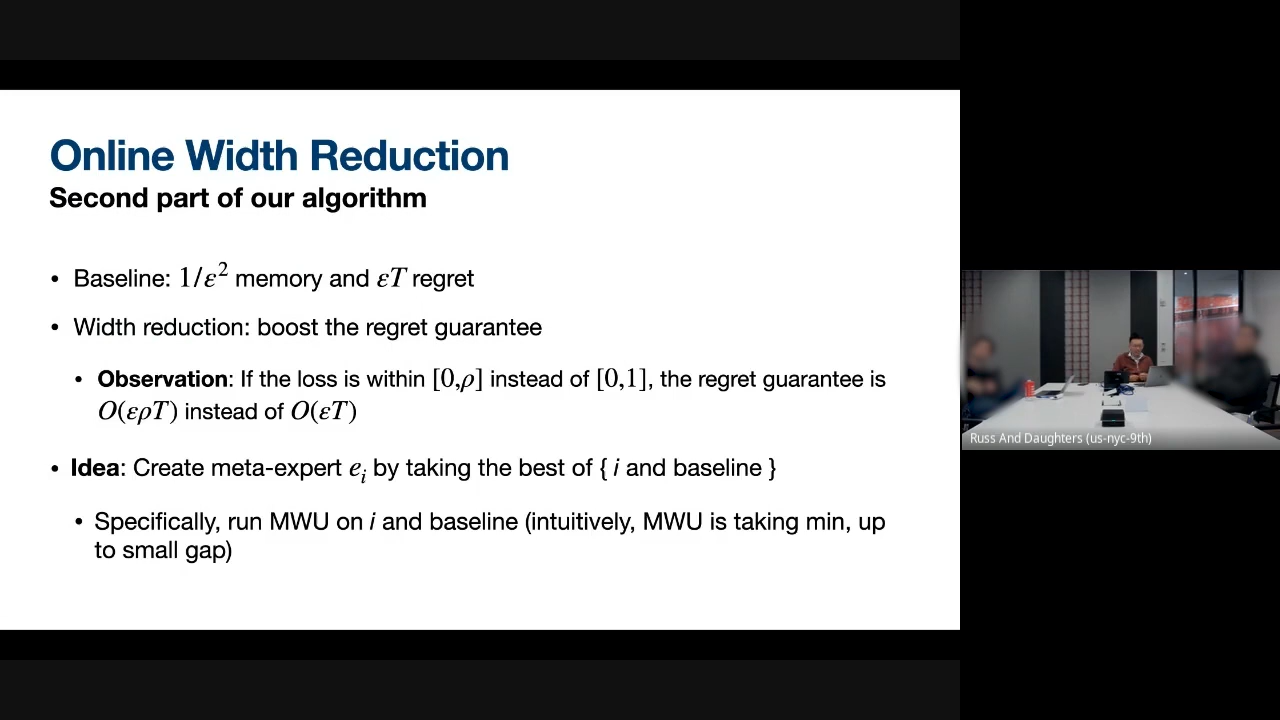 Online Width Reduction
Second part of our algorithm
• Baseline: 1/ε² memory and εT regret
• Width reduction: boost the regret guarantee
• Observation: If the loss is within [0,ρ] instead of [0,1], the regret guarantee is
O(ερT) instead of O(εT)
• Idea: Create meta-expert eᵢ by taking the best of { i and baseline }
• Specifically, run MWU on i and baseline (intuitively, MWU is taking min, up
to small gap)
Russ And Daughters (us-nyc-9th)